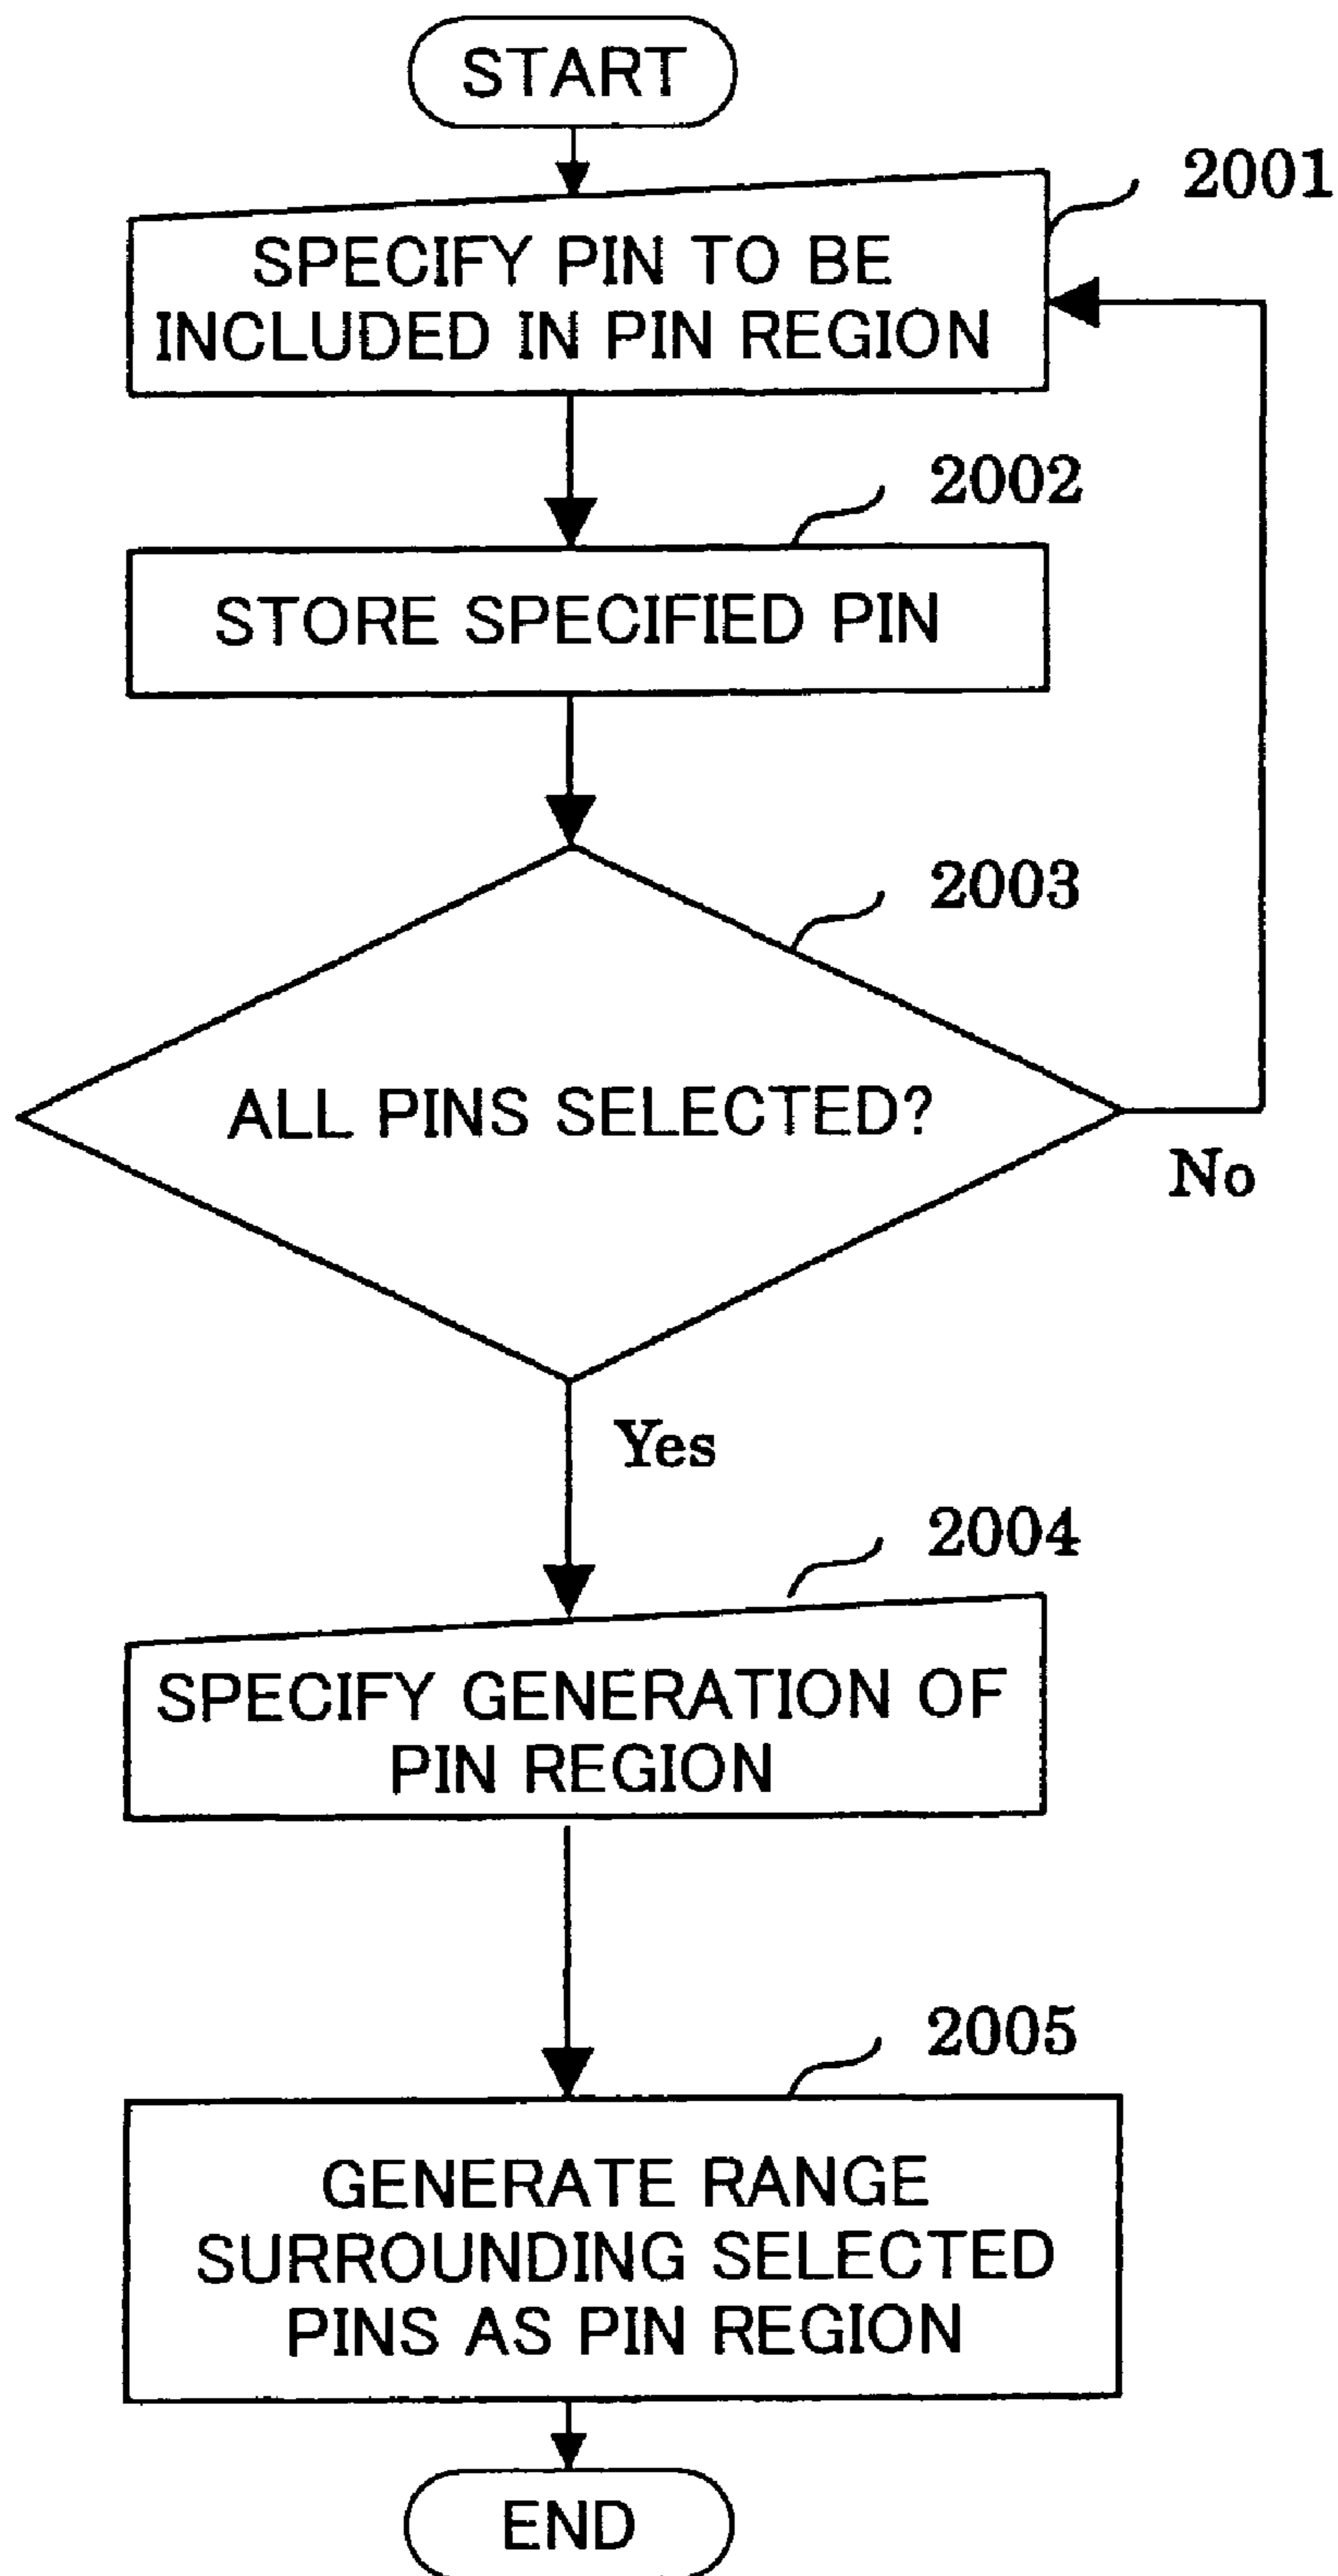 START
2001
SPECIFY PIN TO BE
INCLUDED IN PIN REGION
2002
STORE SPECIFIED PIN
2003
ALL PINS SELECTED?
No
Yes
2004
SPECIFY GENERATION OF
PIN REGION
2005
GENERATE RANGE
SURROUNDING SELECTED
PINS AS PIN REGION
END